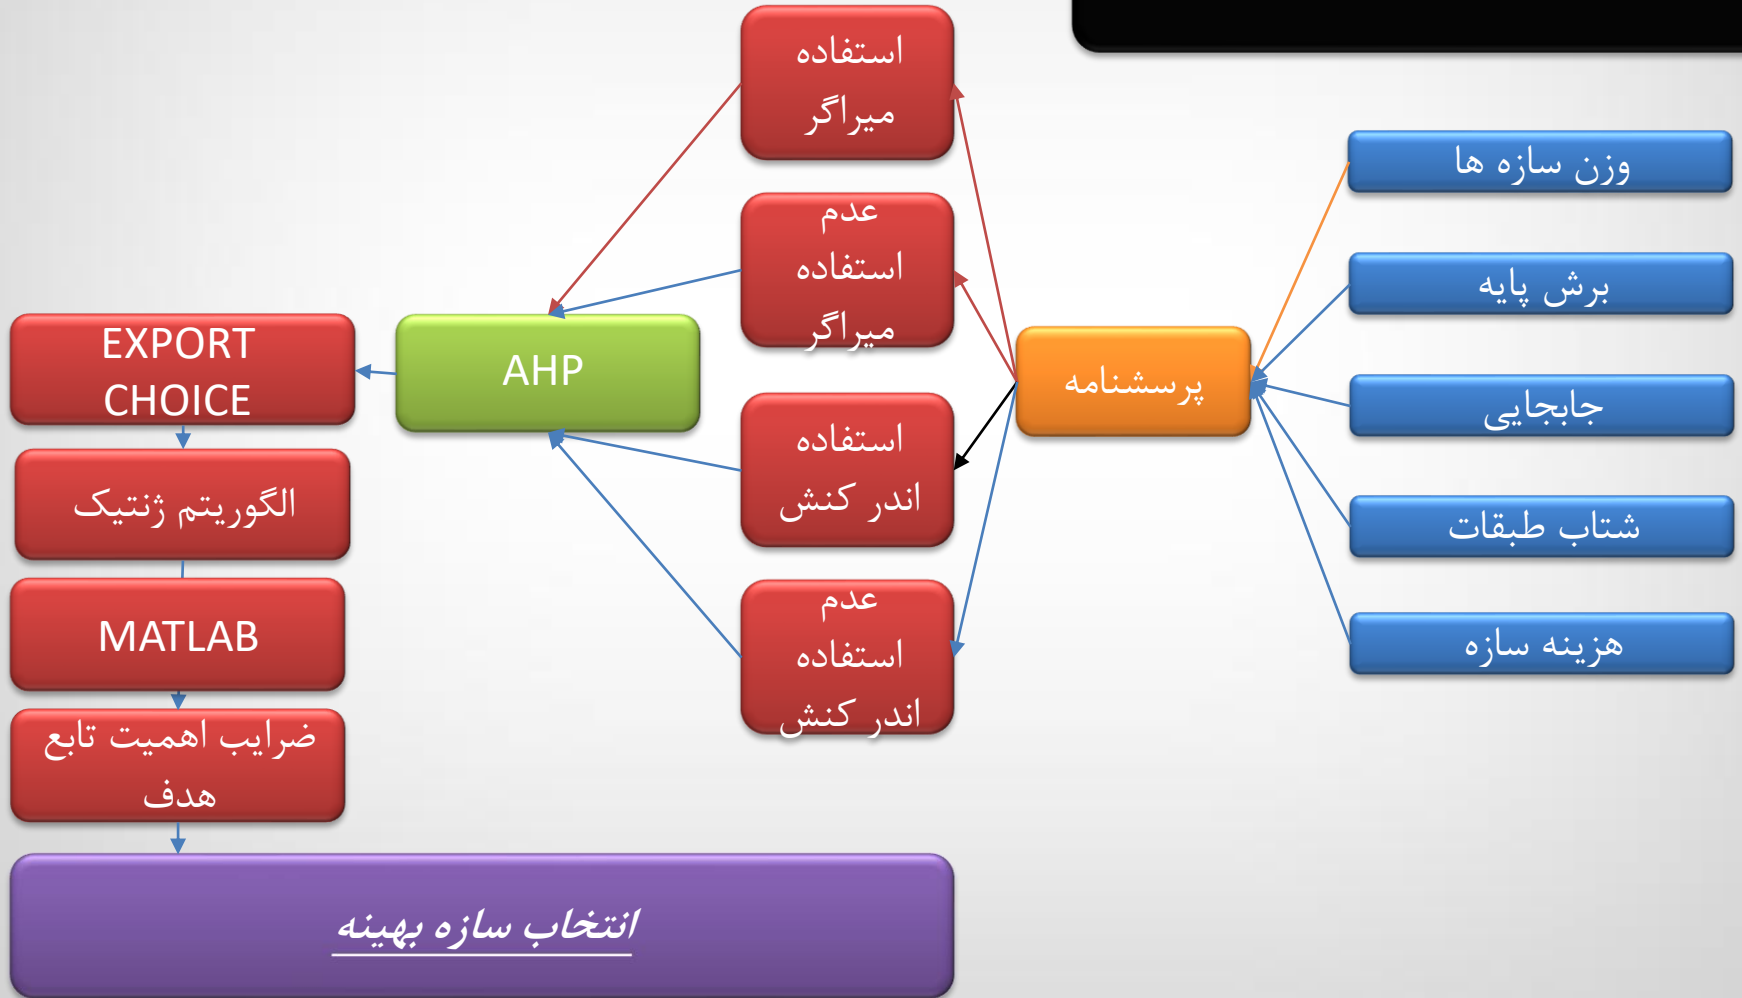 وزن سازه ها
برش پایه
جابجایی
شتاب طبقات
هزینه سازه
پرسشنامه
استفاده
میراگر
عدم
استفاده
میراگر
استفاده
اندر کنش
عدم
استفاده
اندر کنش
AHP
EXPORT
CHOICE
الگوریتم ژنتیک
MATLAB
ضرایب اهمیت تابع
هدف
انتخاب سازه بهینه